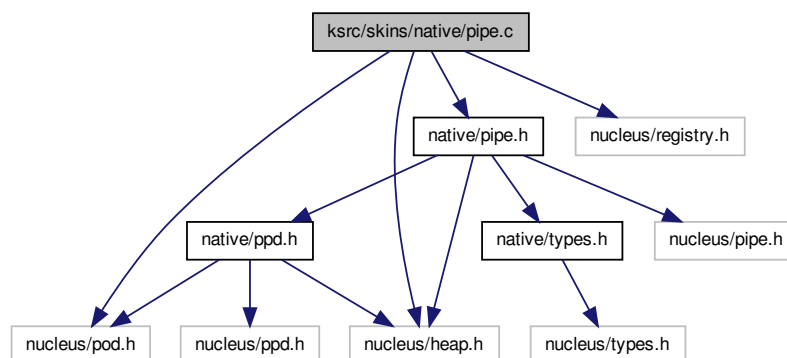 ksrc/skins/native/pipe.c
native/pipe.h
nucleus/registry.h
native/ppd.h
native/types.h
nucleus/pipe.h
nucleus/pod.h
nucleus/ppd.h
nucleus/heap.h
nucleus/types.h